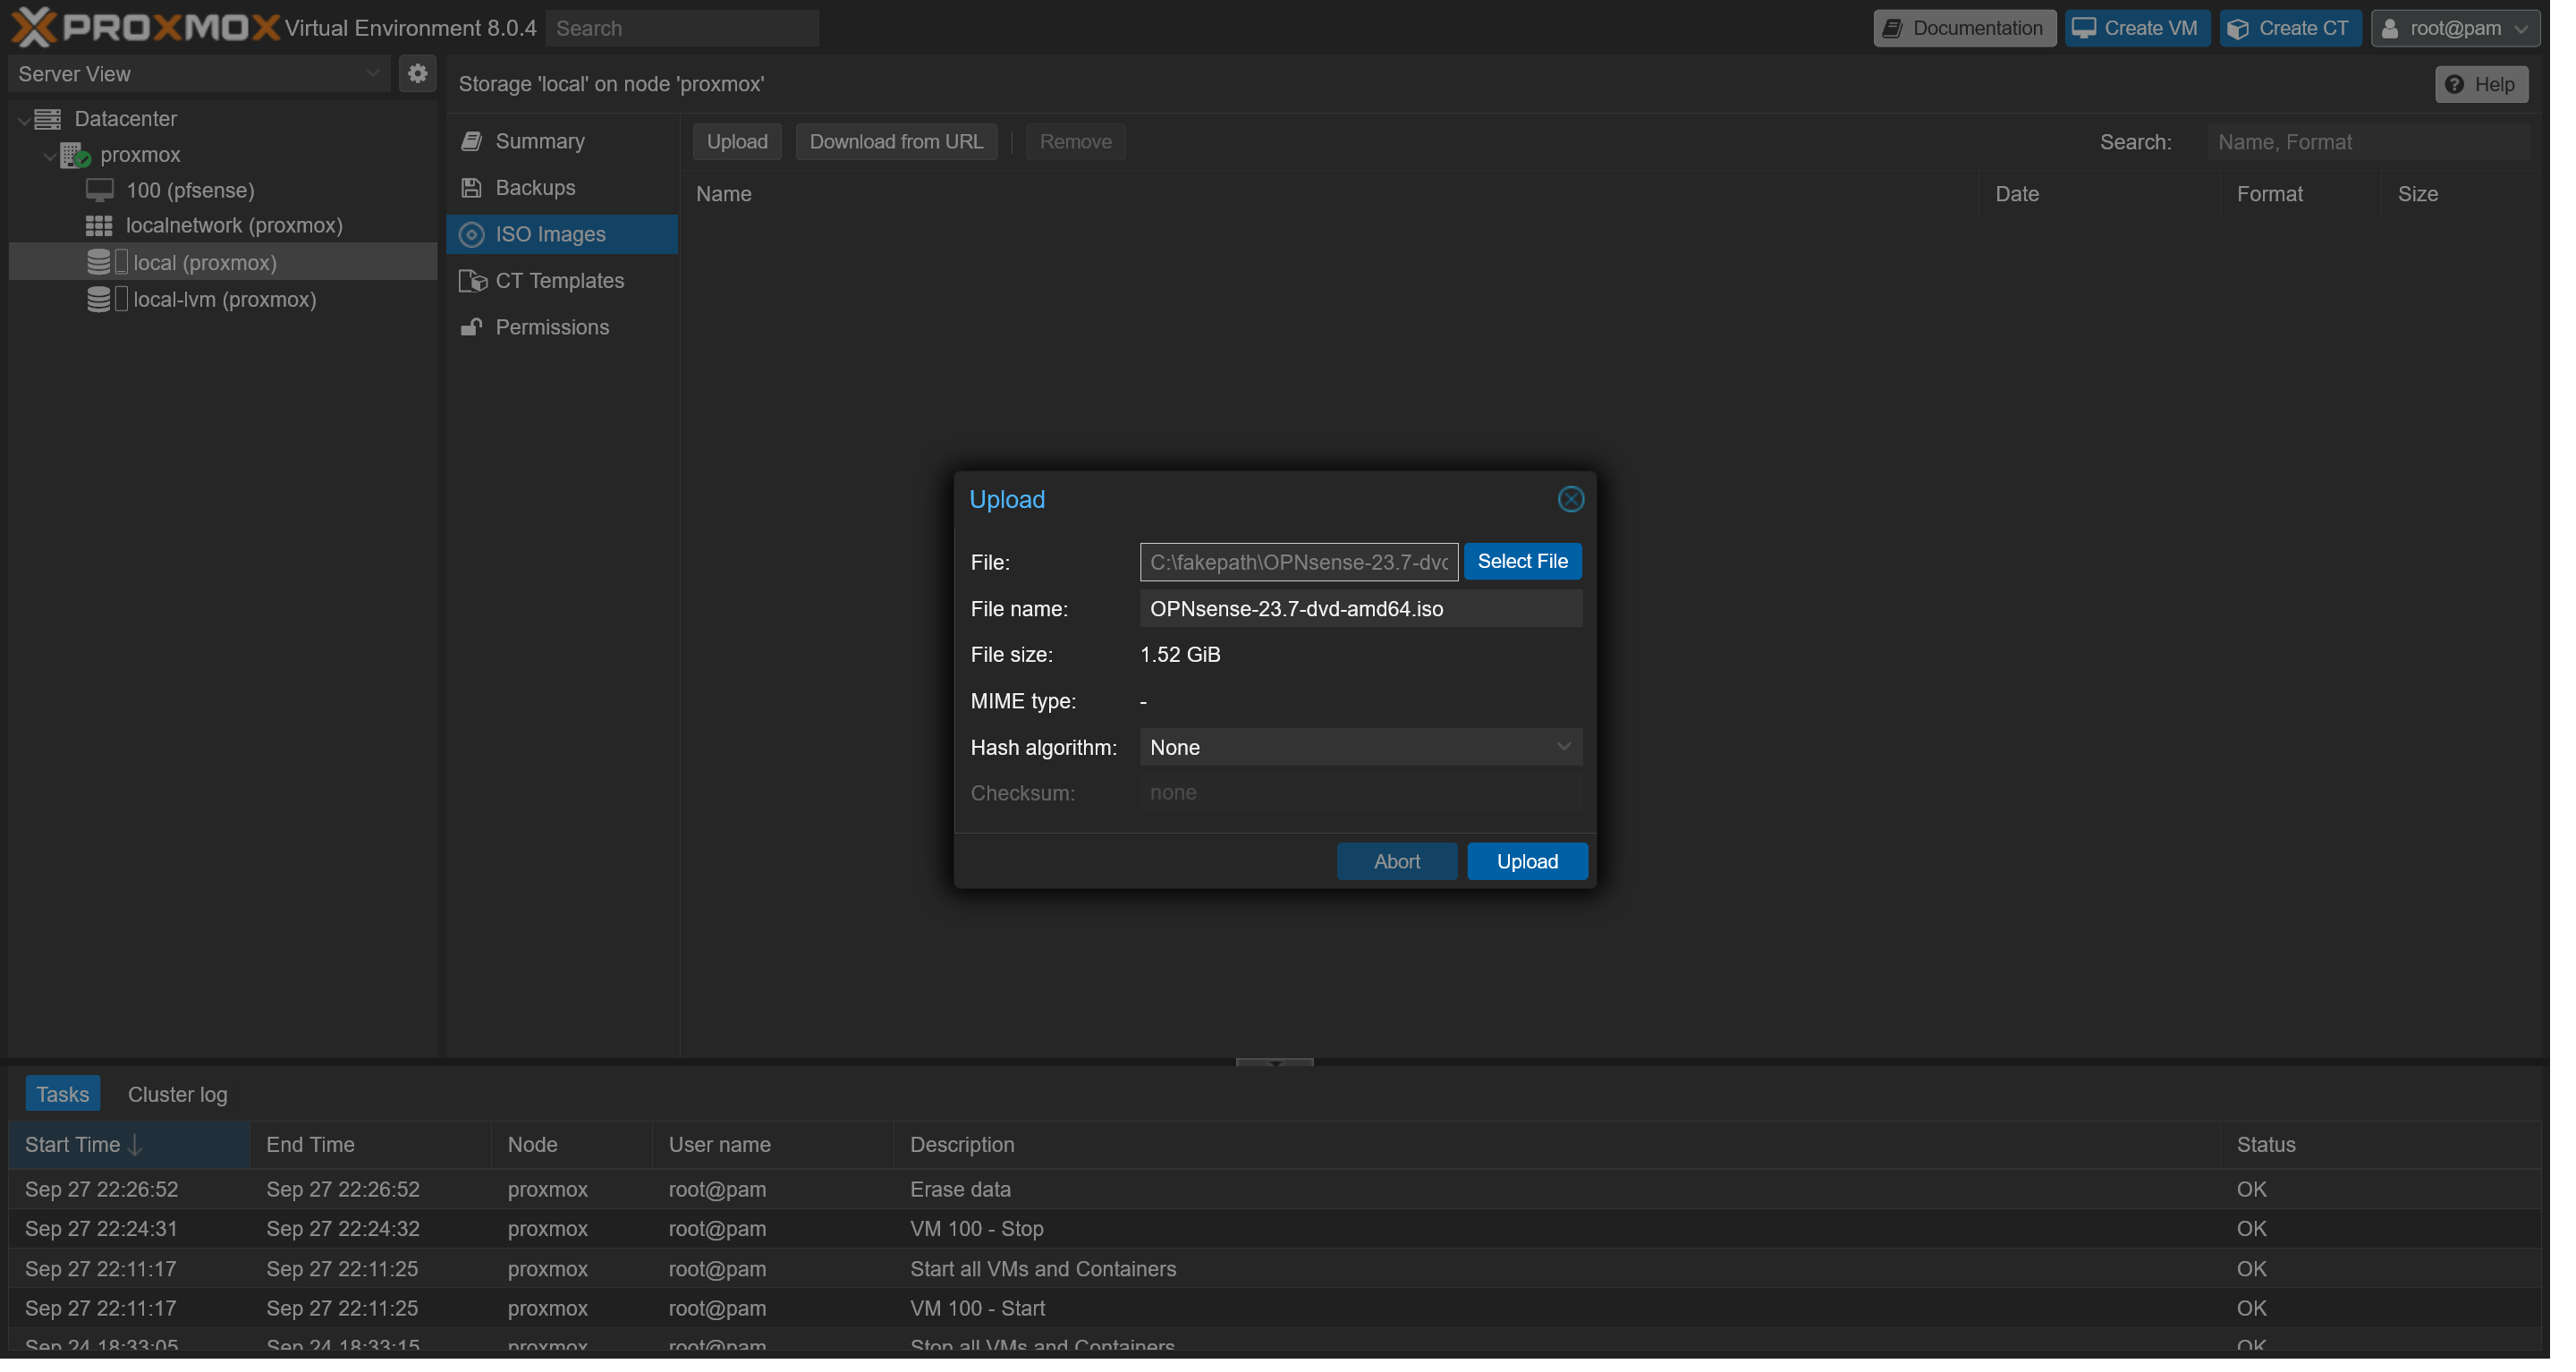 PROXMOX Virtual Environment 8.0.4 Search Documentation Create VM Create CT root@pam
Server View
Storage 'local' on node 'proxmox' Help
Datacenter
proxmox
100 (pfsense)
localnetwork (proxmox)
local (proxmox)
local-lvm (proxmox)
Summary
Backups
ISO Images
CT Templates
Permissions
Upload Download from URL Remove Search: Name, Format
Name Date Format Size
Upload
File: C:\fakepath\OPNsense-23.7-dvd Select File
File name: OPNsense-23.7-dvd-amd64.iso
File size: 1.52 GiB
MIME type: -
Hash algorithm: None
Checksum: none
Abort Upload
Tasks Cluster log
Start Time End Time Node User name Description Status
Sep 27 22:26:52 Sep 27 22:26:52 proxmox root@pam Erase data OK
Sep 27 22:24:31 Sep 27 22:24:32 proxmox root@pam VM 100 - Stop OK
Sep 27 22:11:17 Sep 27 22:11:25 proxmox root@pam Start all VMs and Containers OK
Sep 27 22:11:17 Sep 27 22:11:25 proxmox root@pam VM 100 - Start OK
Sep 24 18:33:05 Sep 24 18:33:15 proxmox root@pam Stop all VMs and Containers OK